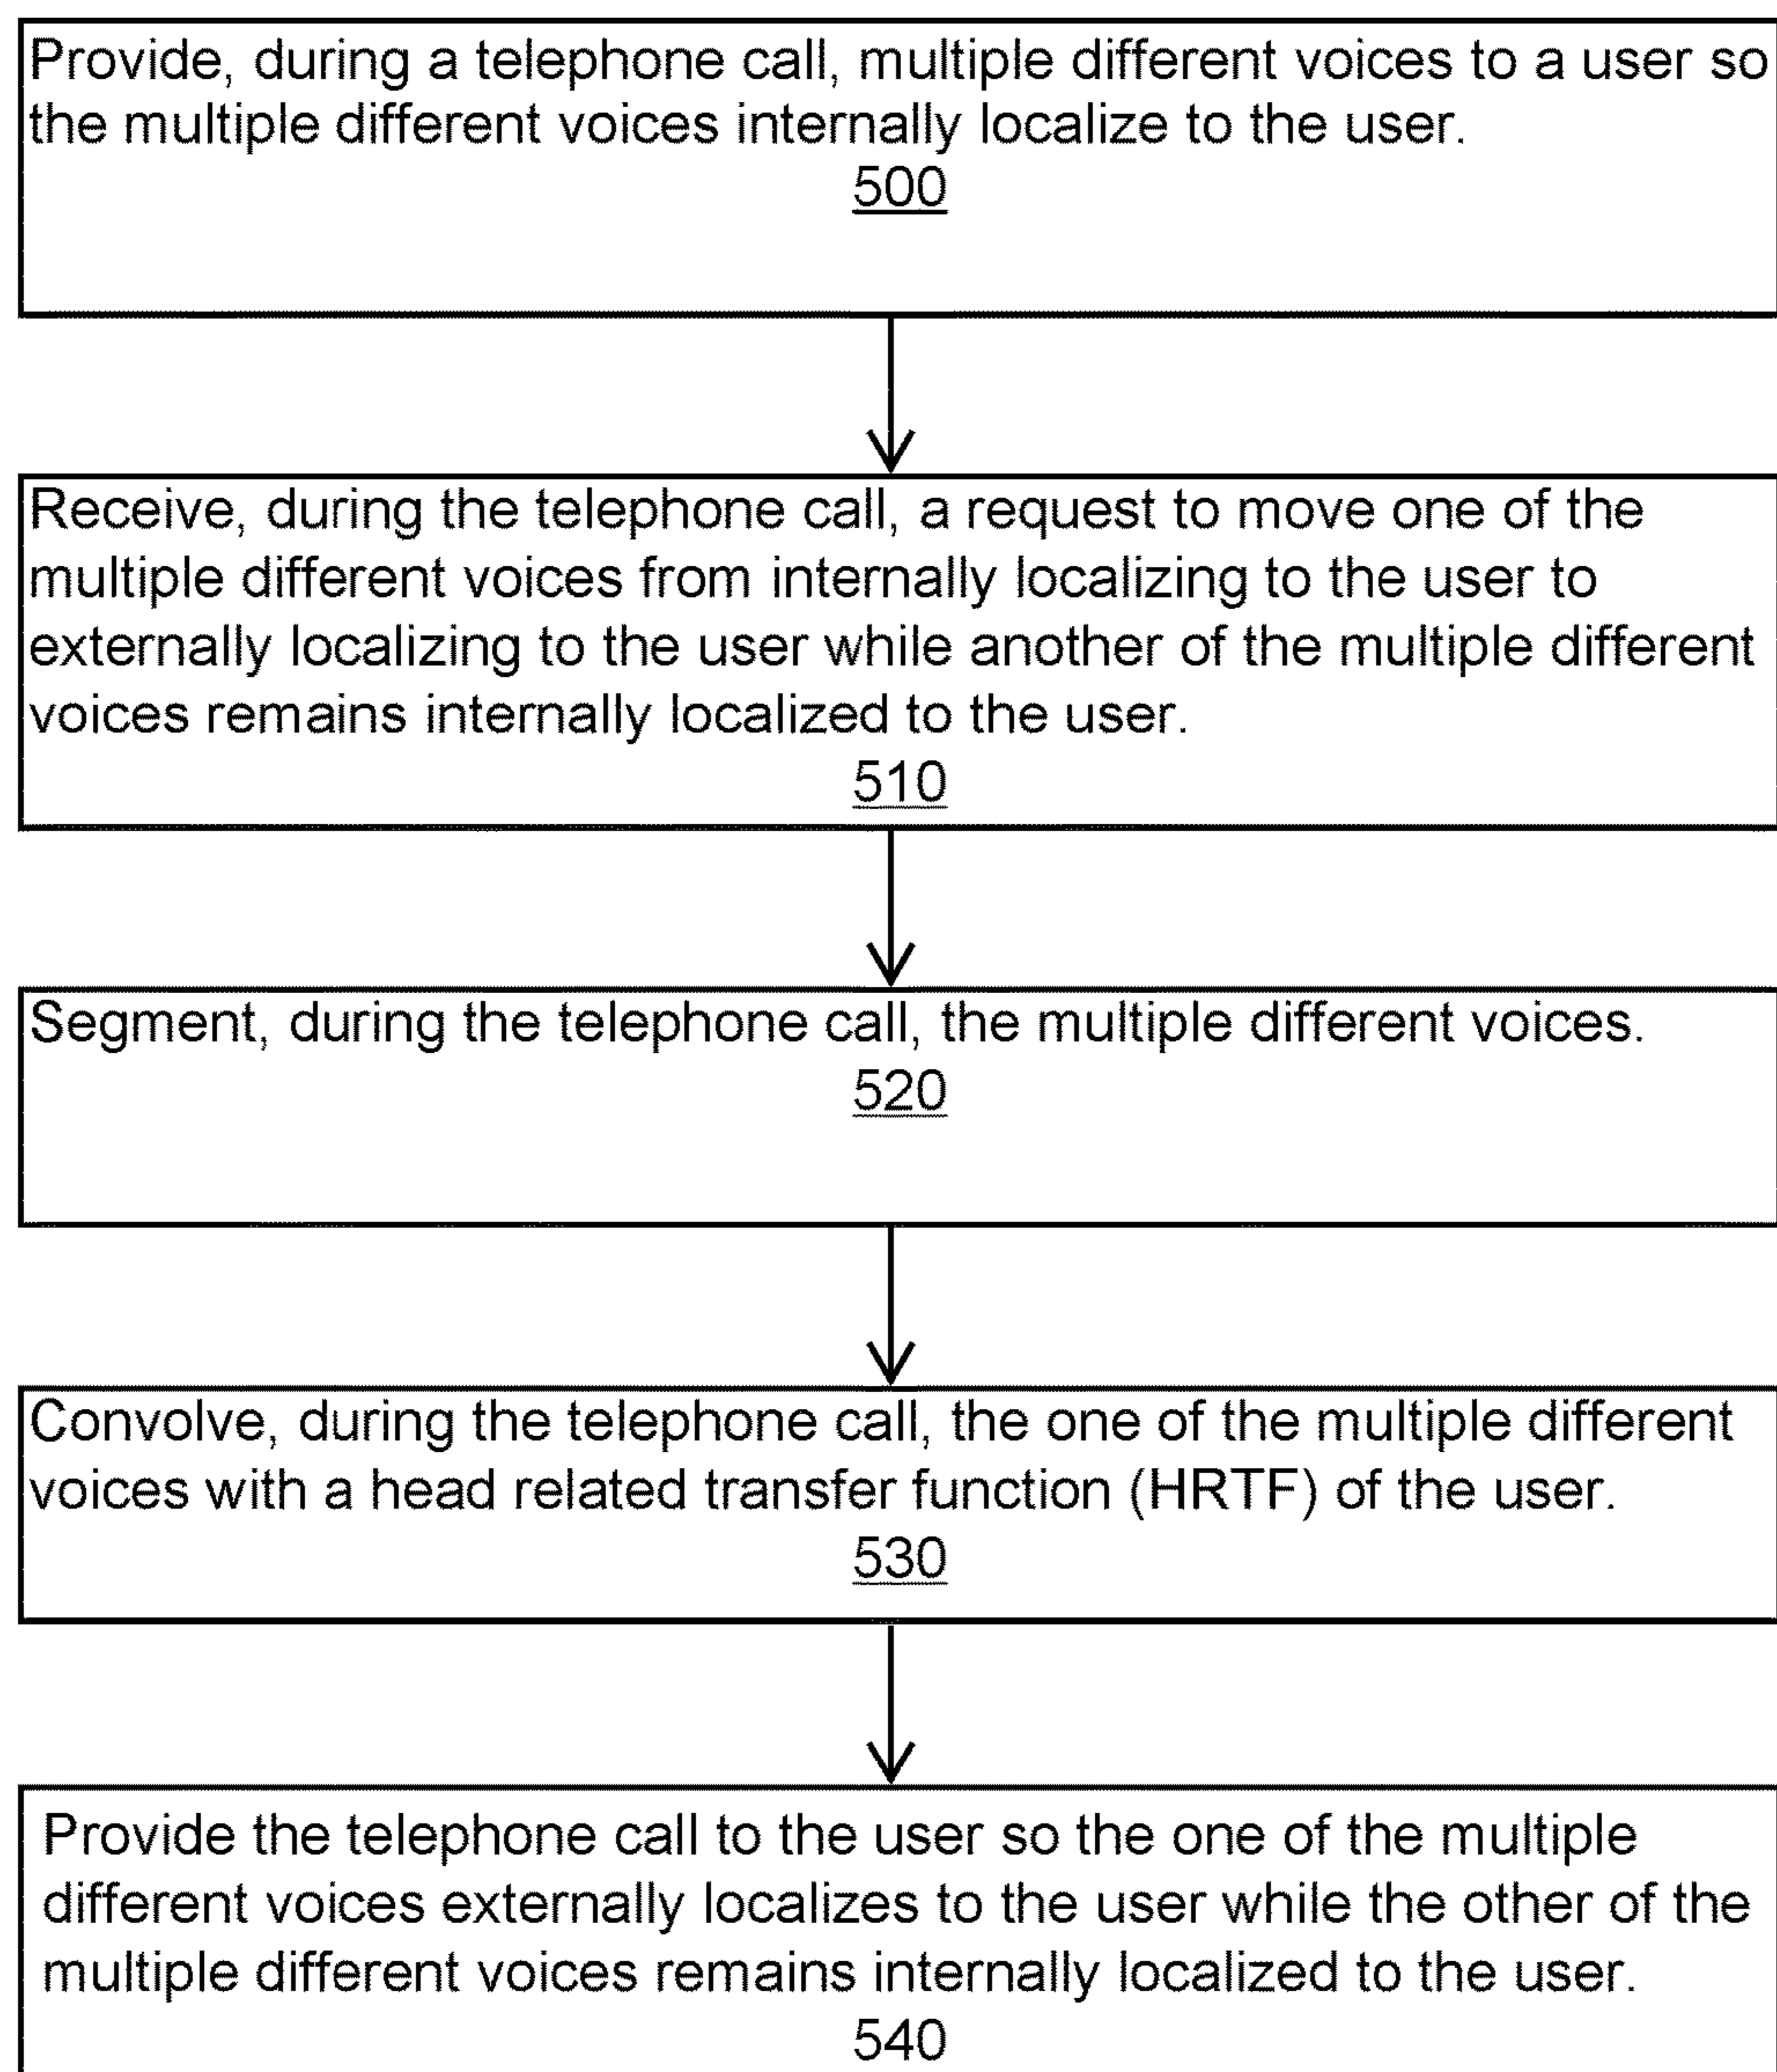 Provide, during a telephone call, multiple different voices to a user so
the multiple different voices internally localize to the user.
500
Receive, during the telephone call, a request to move one of the
multiple different voices from internally localizing to the user to
externally localizing to the user while another of the multiple different
voices remains internally localized to the user.
510
Segment, during the telephone call, the multiple different voices.
520
Convolve, during the telephone call, the one of the multiple different
voices with a head related transfer function (HRTF) of the user.
530
Provide the telephone call to the user so the one of the multiple
different voices externally localizes to the user while the other of the
multiple different voices remains internally localized to the user.
540